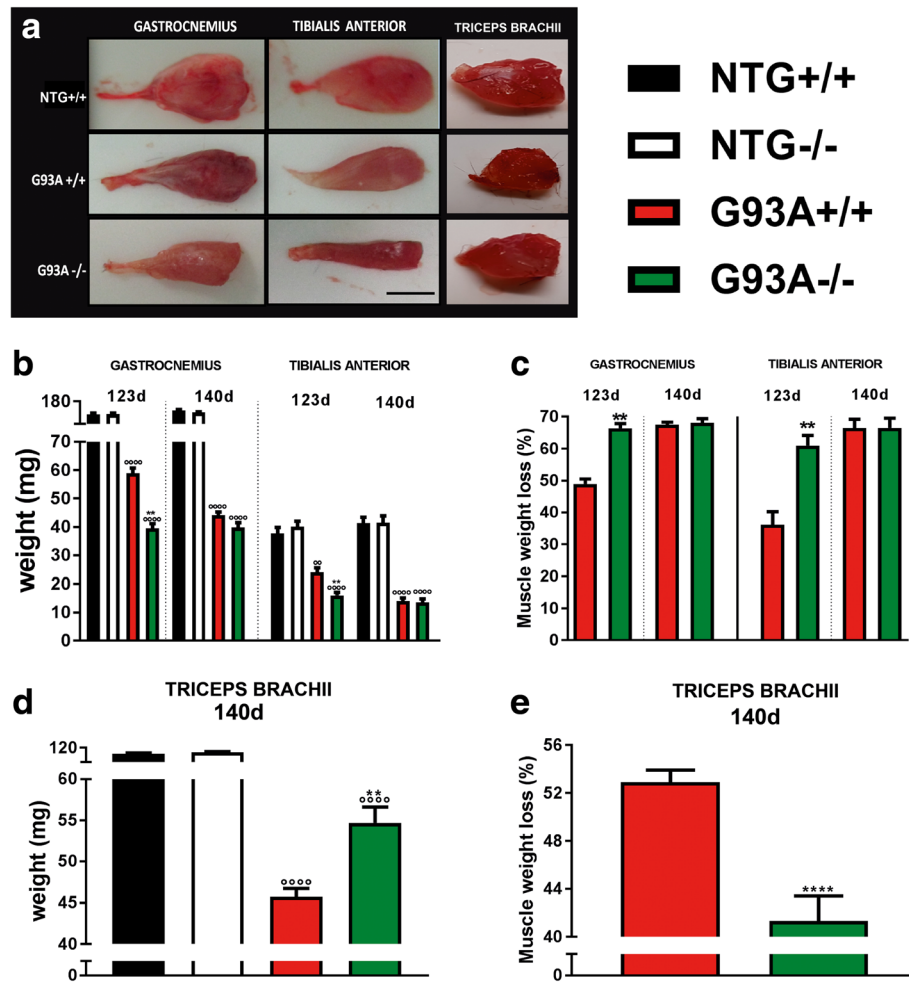 a
GASTROCNEMIUS TIBIALIS ANTERIOR TRICEPS BRACHII
NTG+/+
G93A +/+
G93A -/-
NTG+/+
NTG-/-
G93A+/+
G93A-/-
b
GASTROCNEMIUS TIBIALIS ANTERIOR
123d 140d 123d 140d
weight (mg)
180
70
60
50
40
30
20
10
0
°°°°
**
°°°°
°°°°
°°°°
°°
**
°°°°
°°°°
°°°°
c
GASTROCNEMIUS TIBIALIS ANTERIOR
123d 140d 123d 140d
Muscle weight loss (%)
70
60
50
40
30
20
10
0
**
**
d
TRICEPS BRACHII
140d
weight (mg)
120
60
55
50
45
40
0
°°°°
**
°°°°
e
TRICEPS BRACHII
140d
Muscle weight loss (%)
56
52
48
44
40
0
****